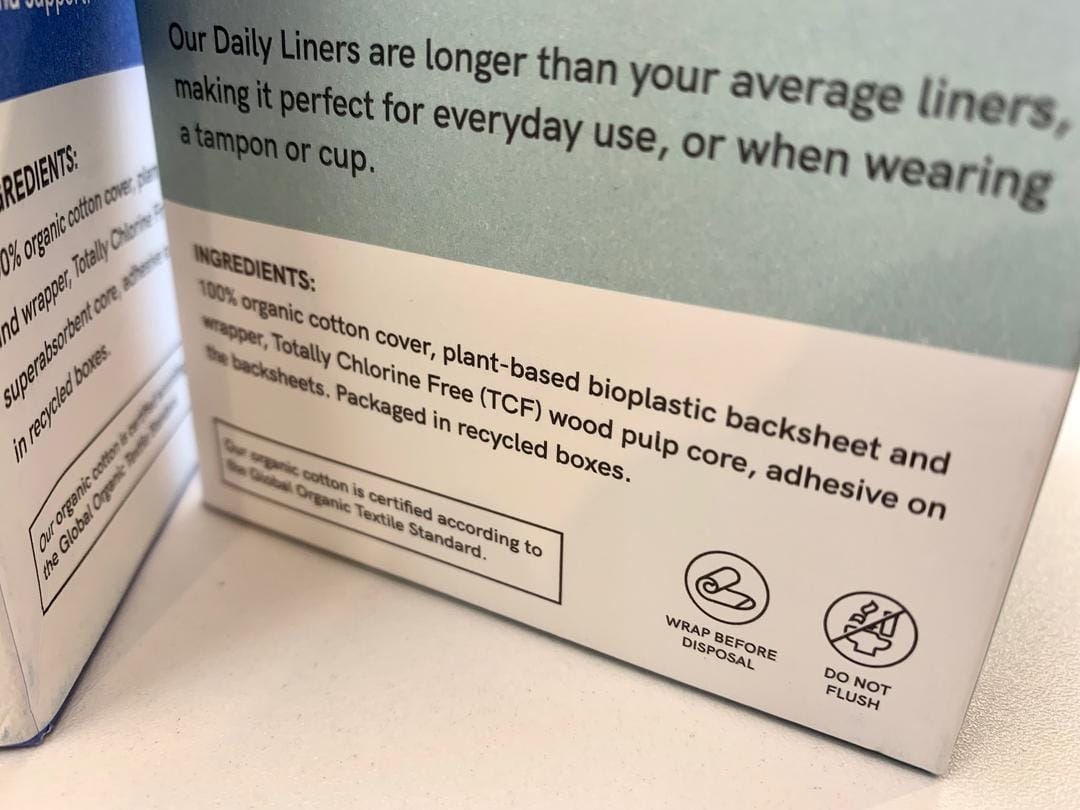 nd support.
REDIENTS:
0% organic cotton cover,
nd wrapper, Totally Chlorine
superabsorbent core, adhesive
in recycled boxes.
Our organic cotton is certified
the Global Organic Textile
Our Daily Liners are longer than your average liners,
making it perfect for everyday use, or when wearing
a tampon or cup.
INGREDIENTS:
100% organic cotton cover, plant-based bioplastic backsheet and
wrapper, Totally Chlorine Free (TCF) wood pulp core, adhesive on
the backsheets. Packaged in recycled boxes.
Our organic cotton is certified according to
the Global Organic Textile Standard.
WRAP BEFORE
DISPOSAL
DO NOT
FLUSH